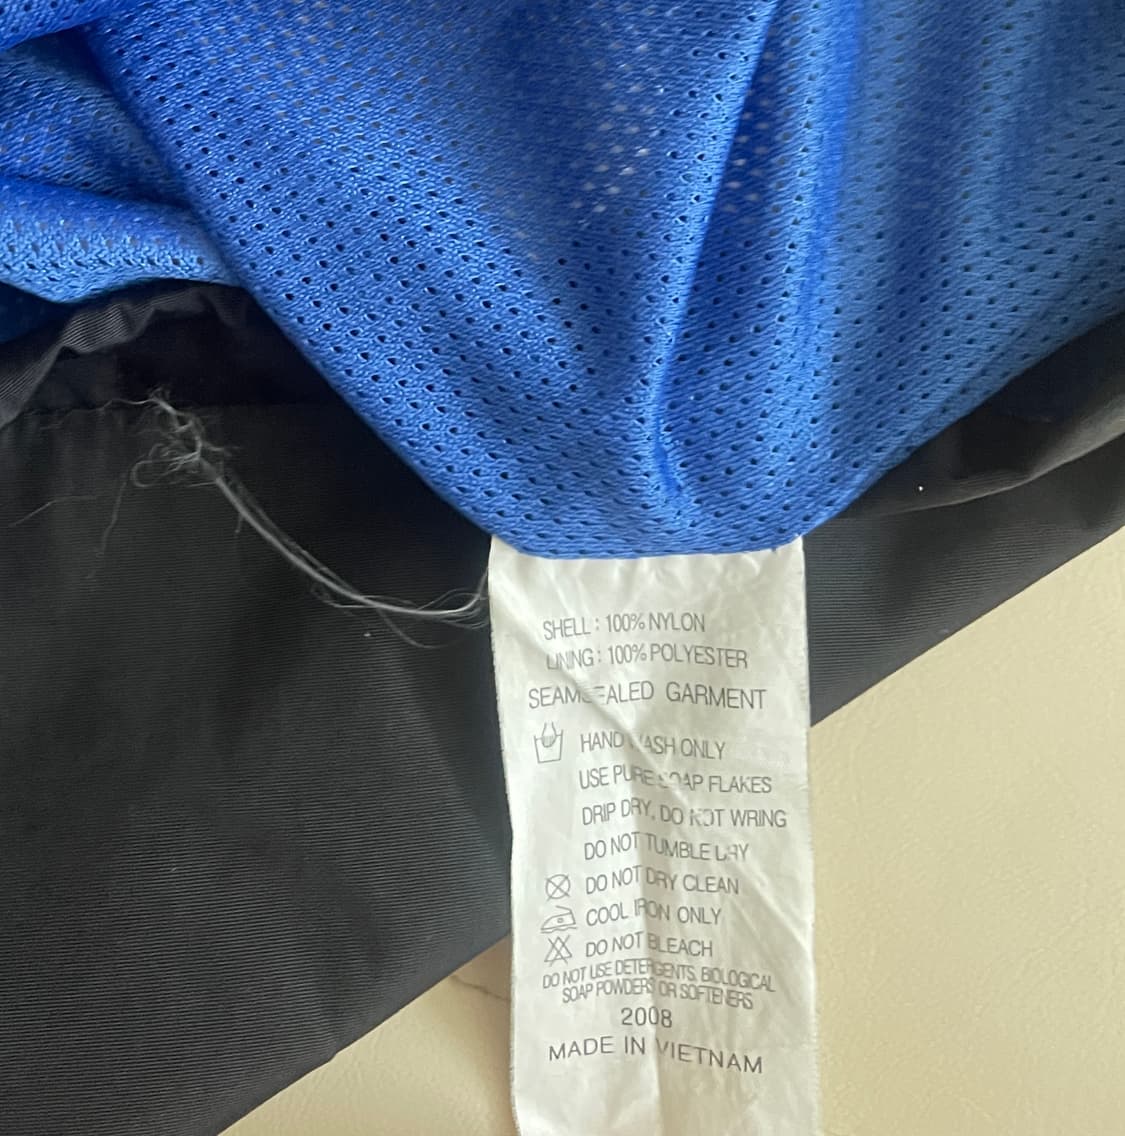 SHELL : 100% NYLON
LINING : 100% POLYESTER
SEAM SEALED GARMENT
HAND WASH ONLY
USE PURE SOAP FLAKES
DRIP DRY, DO NOT WRING
DO NOT TUMBLE DRY
DO NOT DRY CLEAN
COOL IRON ONLY
DO NOT BLEACH
DO NOT USE DETERGENTS, BIOLOGICAL
SOAP POWDERS OR SOFTENERS
2008
MADE IN VIETNAM